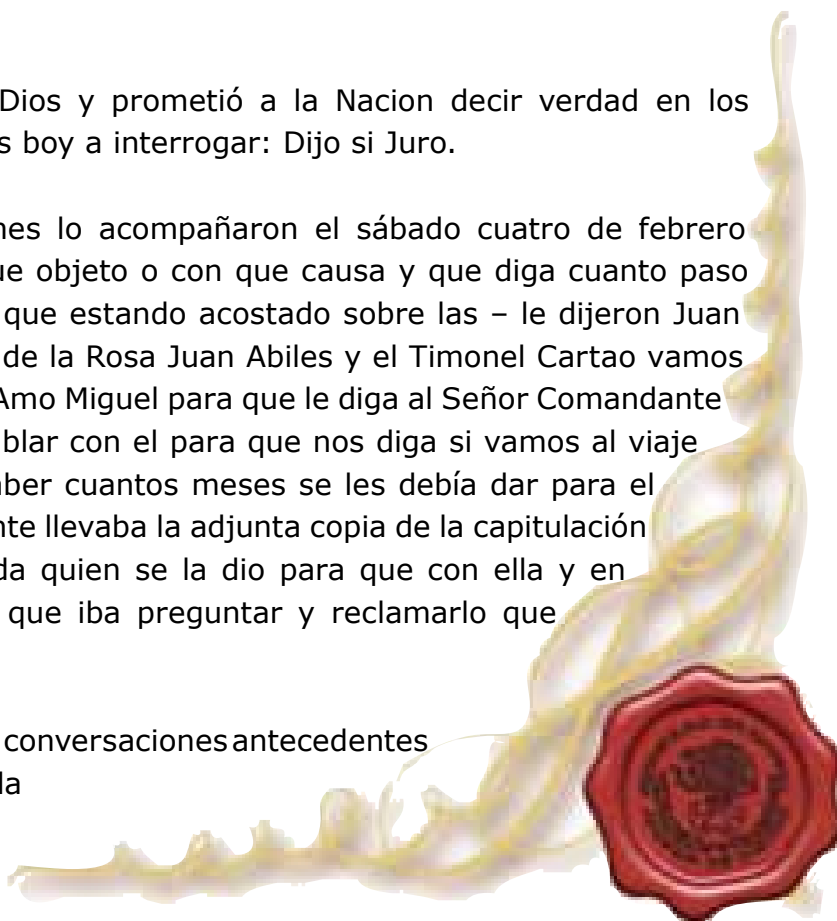 Dios y prometió a la Nacion decir verdad en los
s boy a interrogar: Dijo si Juro.
nes lo acompañaron el sábado cuatro de febrero
ue objeto o con que causa y que diga cuanto paso
que estando acostado sobre las – le dijeron Juan
de la Rosa Juan Abiles y el Timonel Cartao vamos
Amo Miguel para que le diga al Señor Comandante
blar con el para que nos diga si vamos al viaje
ber cuantos meses se les debía dar para el
nte llevaba la adjunta copia de la capitulación
da quien se la dio para que con ella y en
que iba preguntar y reclamarlo que
conversaciones antecedentes
la